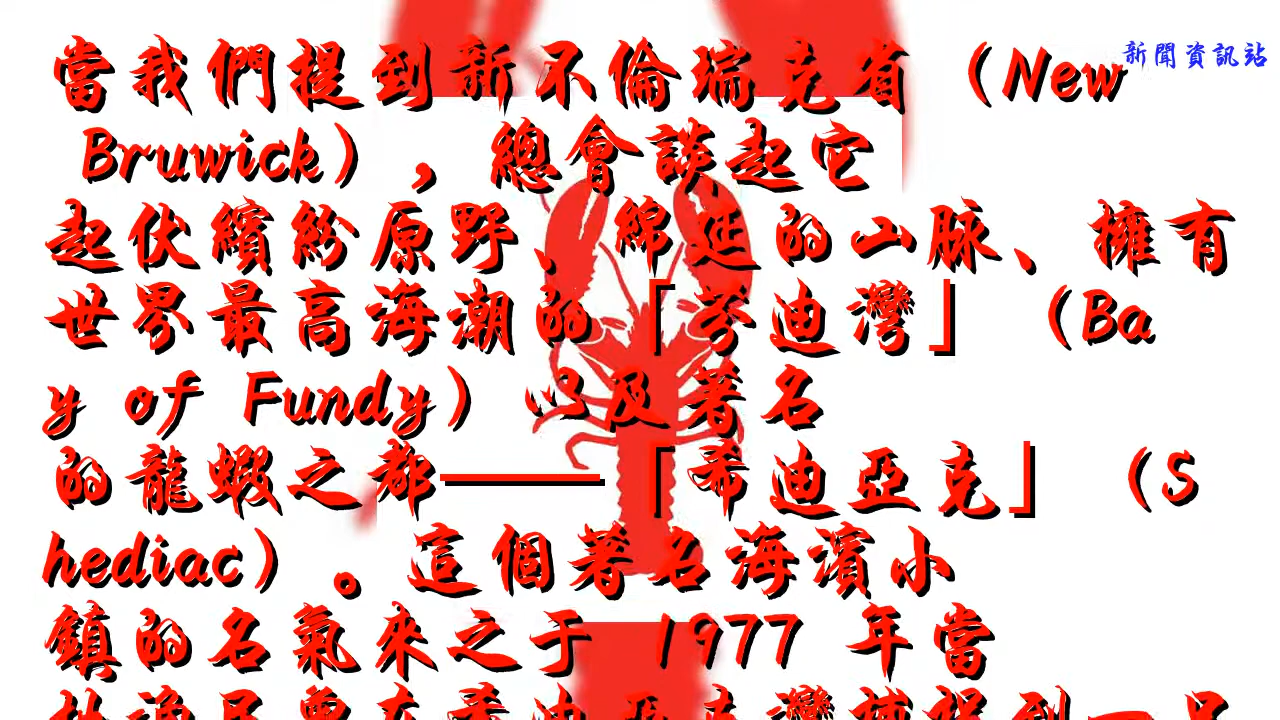 當我們提到新不倫瑞克省（New
新聞資訊站
Bruwick），總會談起它
起伏繽紛原野、綿延的山脈、擁有
世界最高海潮的「芬迪灣」（Ba
y of Fundy）以及著名
的龍蝦之都——「希迪亞克」（S
hediac）。這個著名海濱小
鎮的名氣來之于 1977 年當